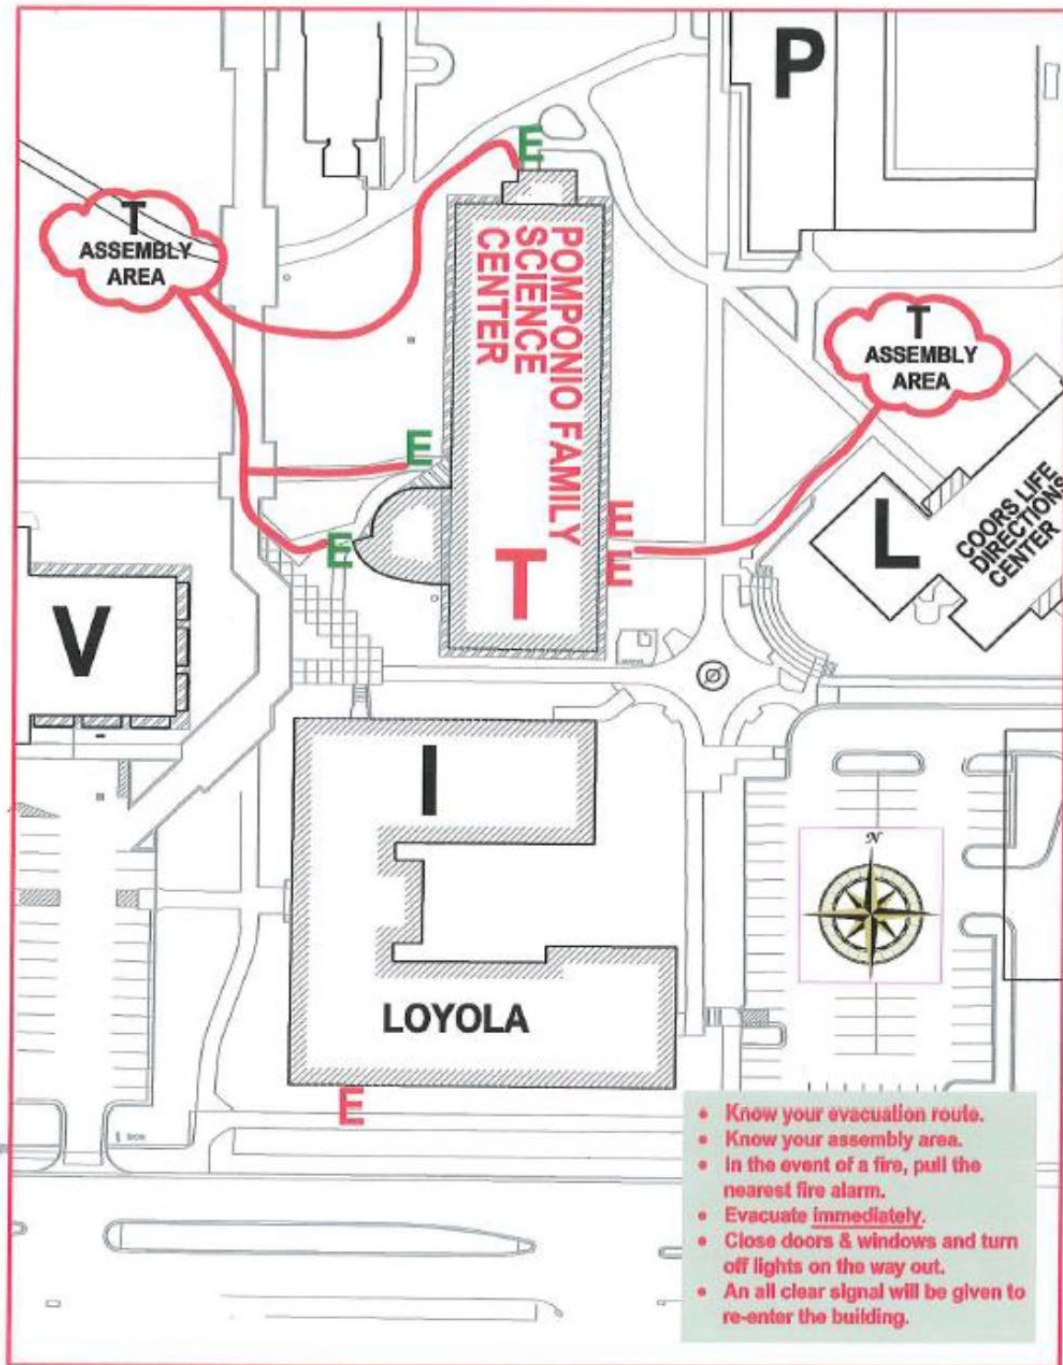 P
E
T
ASSEMBLY
AREA
POMPONIO FAMILY
SCIENCE
CENTER
T
ASSEMBLY
AREA
E
E
L
COORS LIFE
DIRECTIONS
CENTER
E
E
T
V
I
N
LOYOLA
E
• Know your evacuation route.
• Know your assembly area.
• In the event of a fire, pull the
nearest fire alarm.
• Evacuate immediately.
• Close doors & windows and turn
off lights on the way out.
• An all clear signal will be given to
re-enter the building.